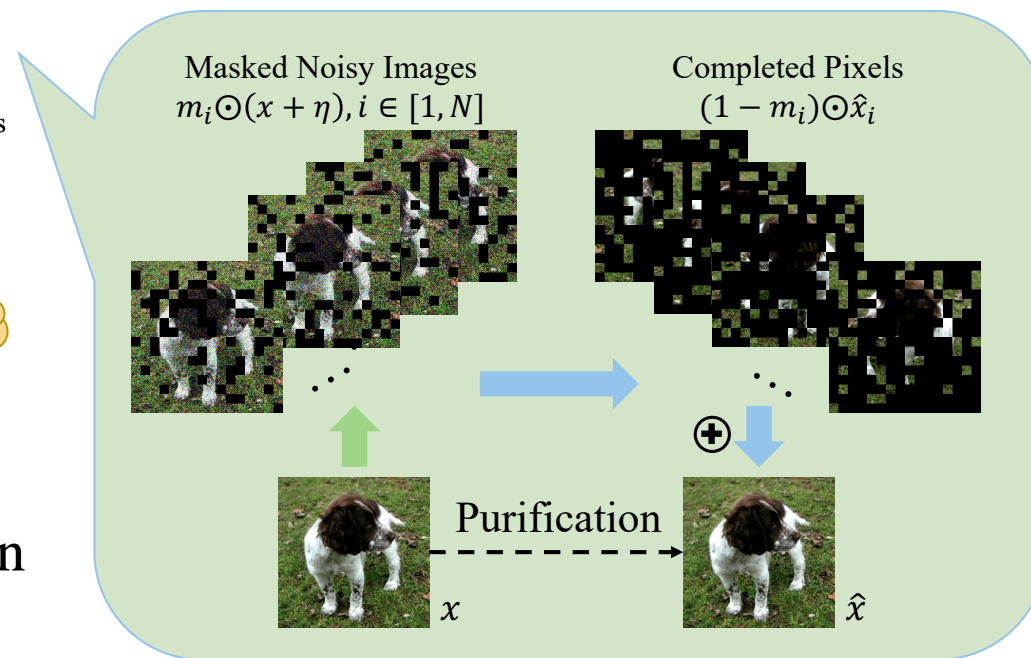 Masked Noisy Images
m_i⊙(x + η), i ∈ [1, N]
Completed Pixels
(1 − m_i)⊙x̂_i
s
Purification
n
x
x̂